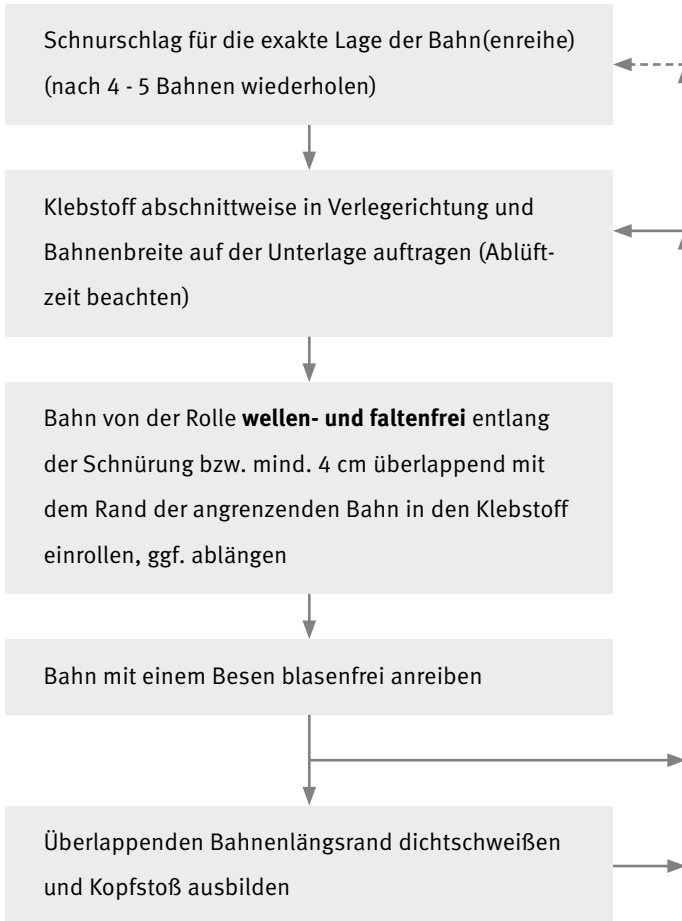 Schnurschlag für die exakte Lage der Bahn(enreihe)
(nach 4 - 5 Bahnen wiederholen)
Klebstoff abschnittweise in Verlegerichtung und
Bahnenbreite auf der Unterlage auftragen (Ablüft-
zeit beachten)
Bahn von der Rolle wellen- und faltenfrei entlang
der Schnürung bzw. mind. 4 cm überlappend mit
dem Rand der angrenzenden Bahn in den Klebstoff
einrollen, ggf. ablängen
Bahn mit einem Besen blasenfrei anreiben
Überlappenden Bahnenlängsrand dichtschweißen
und Kopfstoß ausbilden